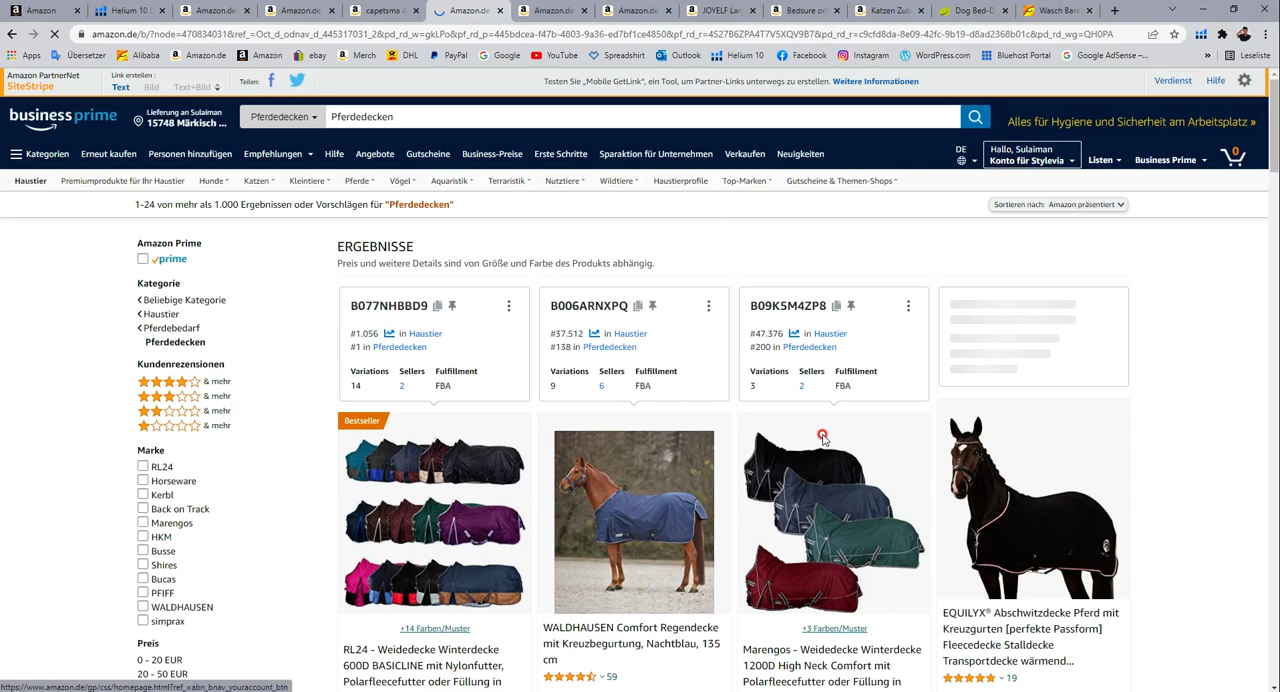 Amazon
Helium 10
Amazon.de
Amazon.de
capetsma
Amazon.de
Amazon.de
Amazon.de
JOYELF
Bedsure
Katzen Zub
Dog Bed-D
Wasch Bare
amazon.de/b/?node=470834031&ref_=Oct_d_odnav_d_445317031_2&pd_rd_w=gkLPo&pf_rd_p=445bdcea-f47b-4803-9a36-ed7bf1ce4850&pf_rd_r=4S27B6ZPA4T7V5XQV9B7&pd_rd_r=c9cfd8da-8e09-42fc-9b19-d8ad2368b01c&pd_rd_wg=QH0PA
Apps Übersetzer Alibaba Amazon ebay Merch DHL PayPal Google YouTube Spreadshirt Outlook Helium 10 Facebook Instagram WordPress.com Bluehost Portal Google AdSense –... » Leseliste
Amazon PartnerNet
SiteStripe
Link erstellen :
Text Bild Text+Bild
Teilen:
Testen Sie „Mobile GetLink“, ein Tool, um Partner-Links unterwegs zu erstellen. Weitere Informationen
Verdienst Hilfe
business prime
Lieferung an Sulaiman
15748 Märkisch ...
Pferdedecken
Pferdedecken
Alles für Hygiene und Sicherheit am Arbeitsplatz »
Kategorien Erneut kaufen Personen hinzufügen Empfehlungen Hilfe Angebote Gutscheine Business-Preise Erste Schritte Sparaktion für Unternehmen Verkaufen Neuigkeiten
DE
Hallo, Sulaiman
Konto für Stylevia
Listen
Business Prime
0
Haustier Premiumprodukte für Ihr Haustier Hunde Katzen Kleintiere Pferde Vögel Aquaristik Terraristik Nutztiere Wildtiere Haustierprofile Top-Marken Gutscheine & Themen-Shops
1-24 von mehr als 1.000 Ergebnissen oder Vorschlägen für "Pferdedecken"
Sortieren nach: Amazon präsentiert
Amazon Prime
prime
Kategorie
Beliebige Kategorie
Haustier
Pferdebedarf
Pferdedecken
Kundenrezensionen
& mehr
& mehr
& mehr
& mehr
Marke
RL24
Horseware
Kerbl
Back on Track
Marengos
HKM
Busse
Shires
Bucas
PFIFF
WALDHAUSEN
simprax
Preis
0 - 20 EUR
20 - 50 EUR
ERGEBNISSE
Preis und weitere Details sind von Größe und Farbe des Produkts abhängig.
B077NHBBD9
#1.056 in Haustier
#1 in Pferdedecken
Variations Sellers Fulfillment
14 2 FBA
Bestseller
+14 Farben/Muster
RL24 - Weidedecke Winterdecke
600D BASICLINE mit Nylonfutter,
Polarfleecefutter oder Füllung in
B006ARNXPQ
#37.512 in Haustier
#138 in Pferdedecken
Variations Sellers Fulfillment
9 6 FBA
WALDHAUSEN Comfort Regendecke
mit Kreuzbegurtung, Nachtblau, 135
cm
59
B09K5M4ZP8
#47.376 in Haustier
#200 in Pferdedecken
Variations Sellers Fulfillment
3 2 FBA
+3 Farben/Muster
Marengos - Weidedecke Winterdecke
1200D High Neck Comfort mit
Polarfleecefutter oder Füllung in
EQUILYX® Abschwitzdecke Pferd mit
Kreuzgurten [perfekte Passform]
Fleecedecke Stalldecke
Transportdecke wärmend...
19
https://www.amazon.de/gp/css/homepage.html?ref_=abn_bnav_youraccount_btn